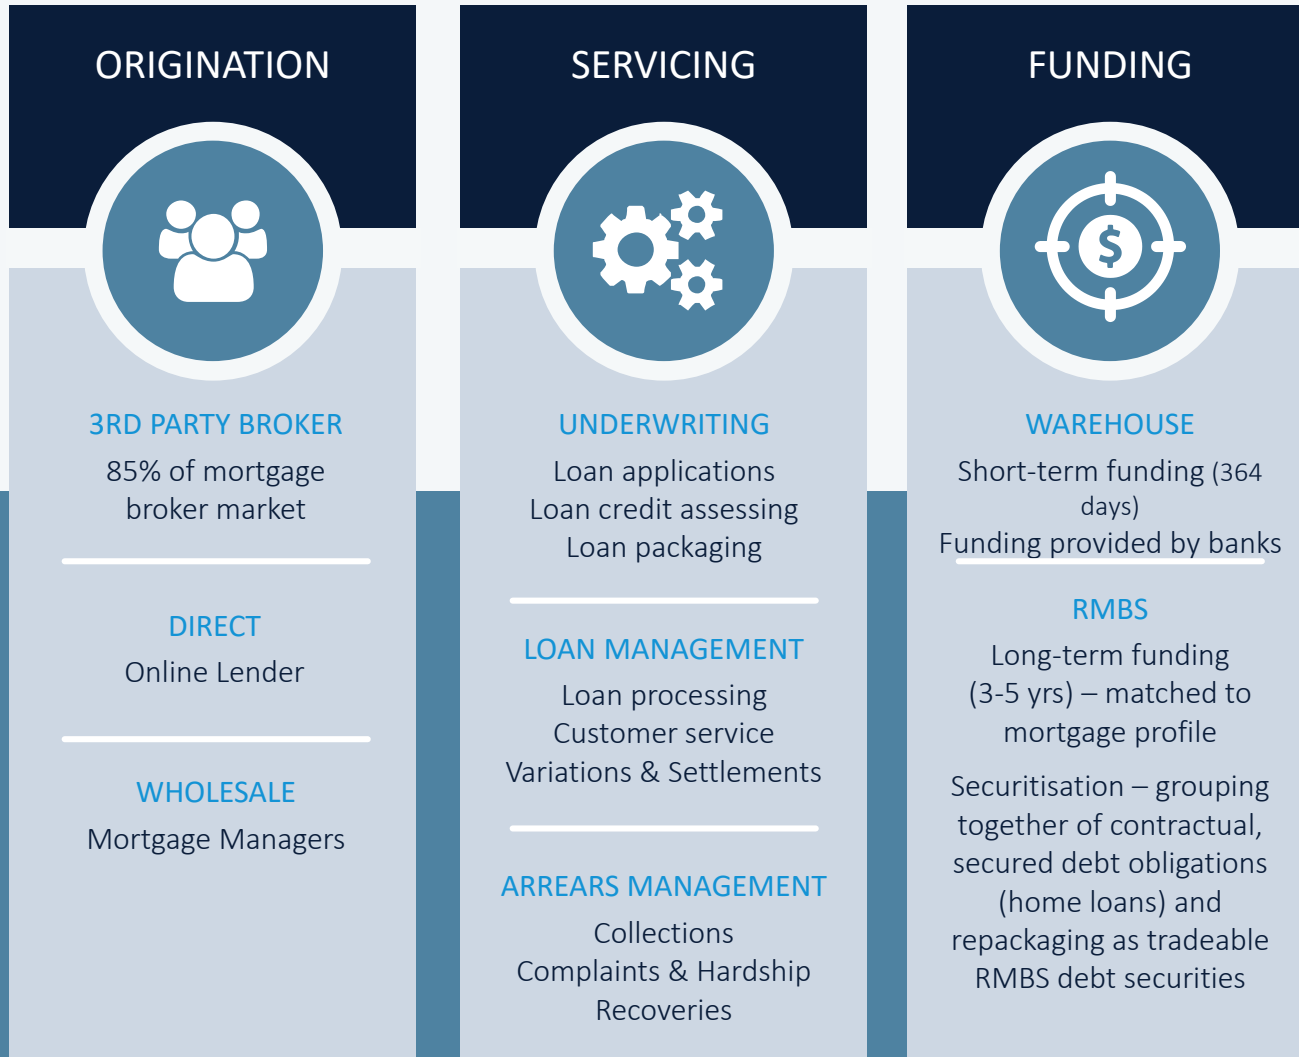 ORIGINATION
3RD PARTY BROKER
85% of mortgage
broker market
DIRECT
Online Lender
WHOLESALE
Mortgage Managers
SERVICING
UNDERWRITING
Loan applications
Loan credit assessing
Loan packaging
LOAN MANAGEMENT
Loan processing
Customer service
Variations & Settlements
ARREARS MANAGEMENT
Collections
Complaints & Hardship
Recoveries
FUNDING
$
WAREHOUSE
Short-term funding (364
days)
Funding provided by banks
RMBS
Long-term funding
(3-5 yrs) – matched to
mortgage profile
Securitisation – grouping
together of contractual,
secured debt obligations
(home loans) and
repackaging as tradeable
RMBS debt securities